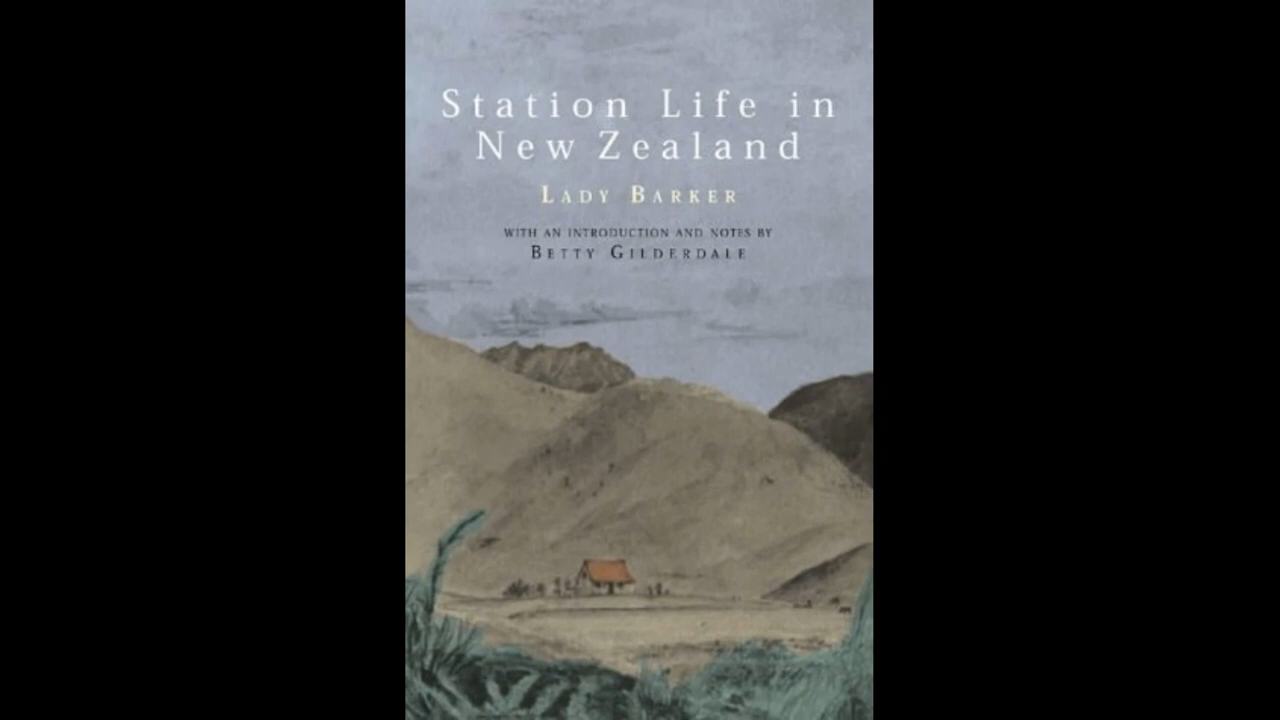 Station Life in
New Zealand
LADY BARKER
WITH AN INTRODUCTION AND NOTES BY
BETTY GILDERDALE